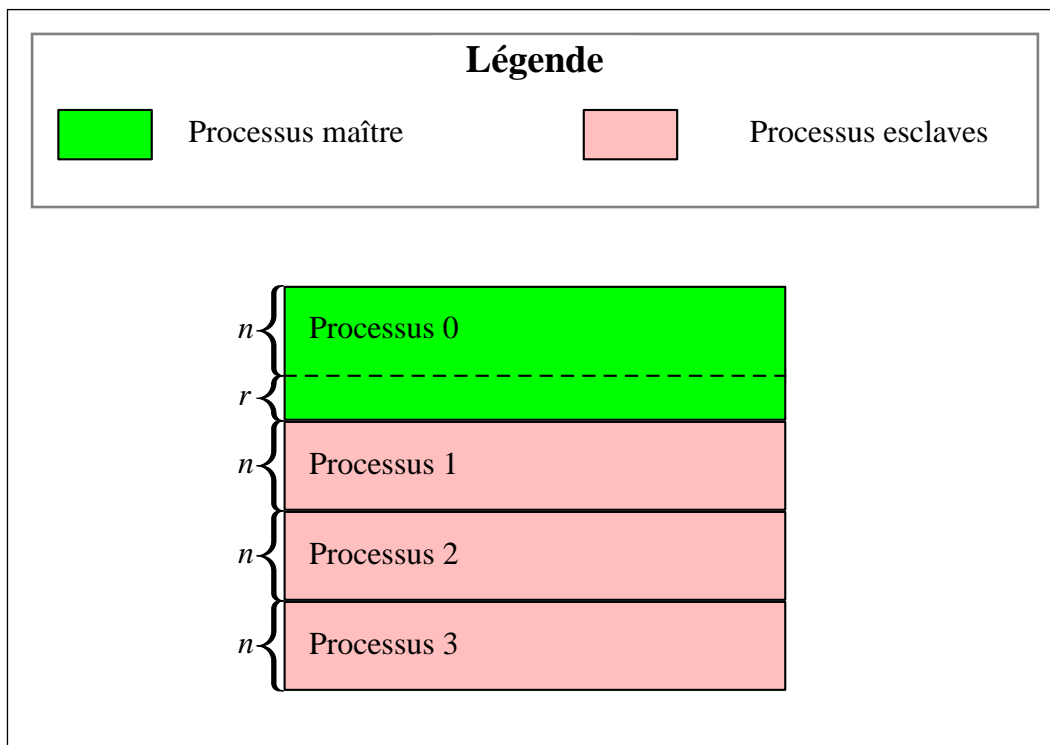 Légende
Processus maître Processus esclaves
n Processus 0
r
n Processus 1
n Processus 2
n Processus 3